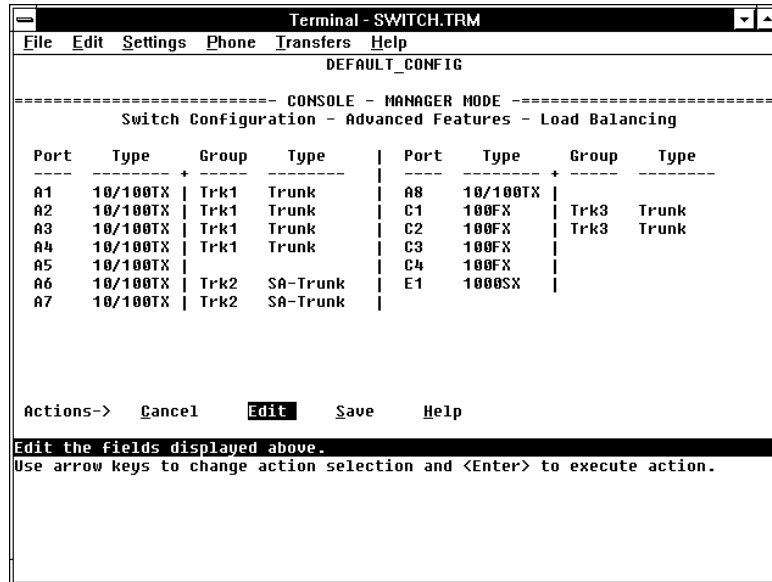 Terminal - SWITCH.TRM
File Edit Settings Phone Transfers Help
DEFAULT_CONFIG
==========================- CONSOLE - MANAGER MODE -==========================
Switch Configuration - Advanced Features - Load Balancing
Port Type Group Type | Port Type Group Type
---- -------- + ----- -------- | ---- -------- + ----- --------
A1 10/100TX | Trk1 Trunk | A8 10/100TX |
A2 10/100TX | Trk1 Trunk | C1 100FX | Trk3 Trunk
A3 10/100TX | Trk1 Trunk | C2 100FX | Trk3 Trunk
A4 10/100TX | Trk1 Trunk | C3 100FX |
A5 10/100TX | | C4 100FX |
A6 10/100TX | Trk2 SA-Trunk | E1 1000SX |
A7 10/100TX | Trk2 SA-Trunk |
Actions-> Cancel Edit Save Help
Edit the fields displayed above.
Use arrow keys to change action selection and <Enter> to execute action.